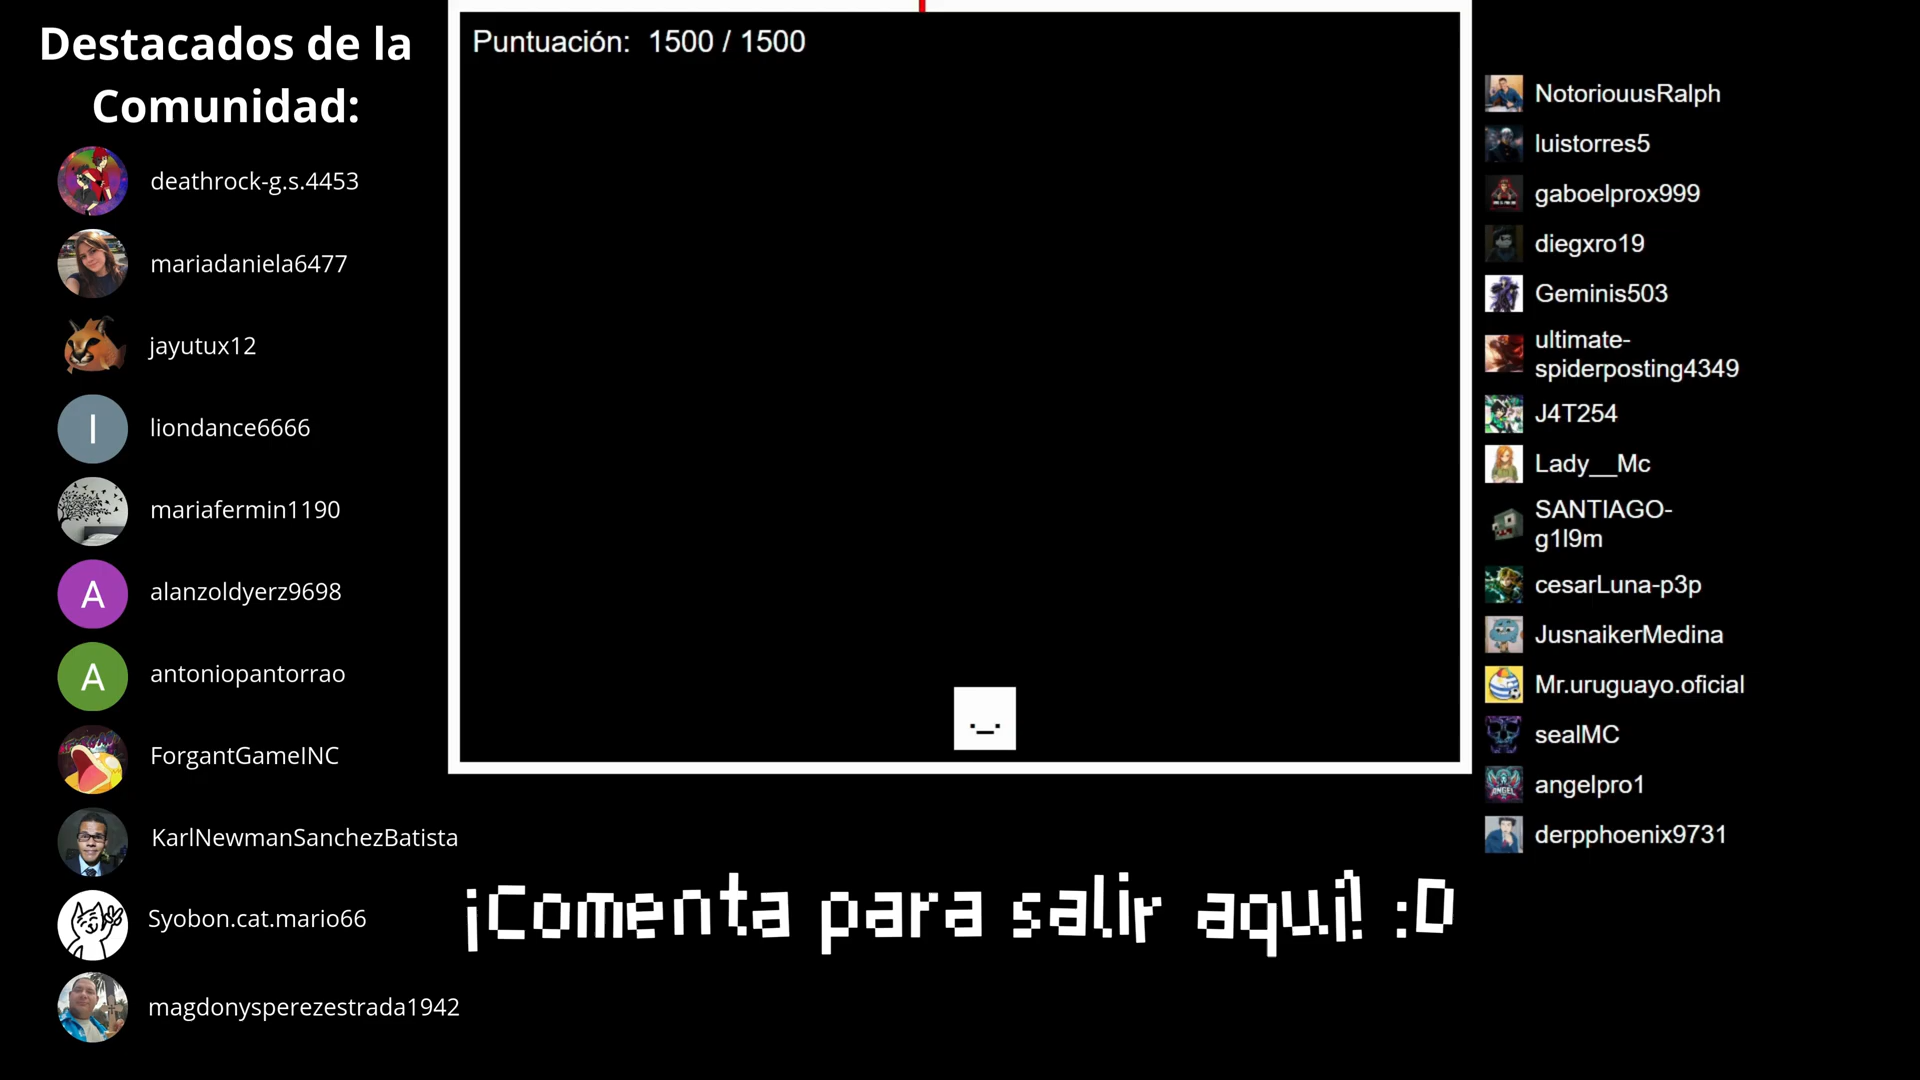 Destacados de la
Comunidad:
deathrock-g.s.4453
mariadaniela6477
jayutux12
l
liondance6666
mariafermin1190
A
alanzoldyerz9698
A
antoniopantorrao
ForgantGameINC
KarlNewmanSanchezBatista
Syobon.cat.mario66
magdonysperezestrada1942
Puntuación: 1500 / 1500
¡Comenta para salir aqui! :D
NotoriouusRalph
luistorres5
gaboelprox999
diegxro19
Geminis503
ultimate-
spiderposting4349
J4T254
Lady__Mc
SANTIAGO-
g1l9m
cesarLuna-p3p
JusnaikerMedina
Mr.uruguayo.oficial
sealMC
angelpro1
derpphoenix9731